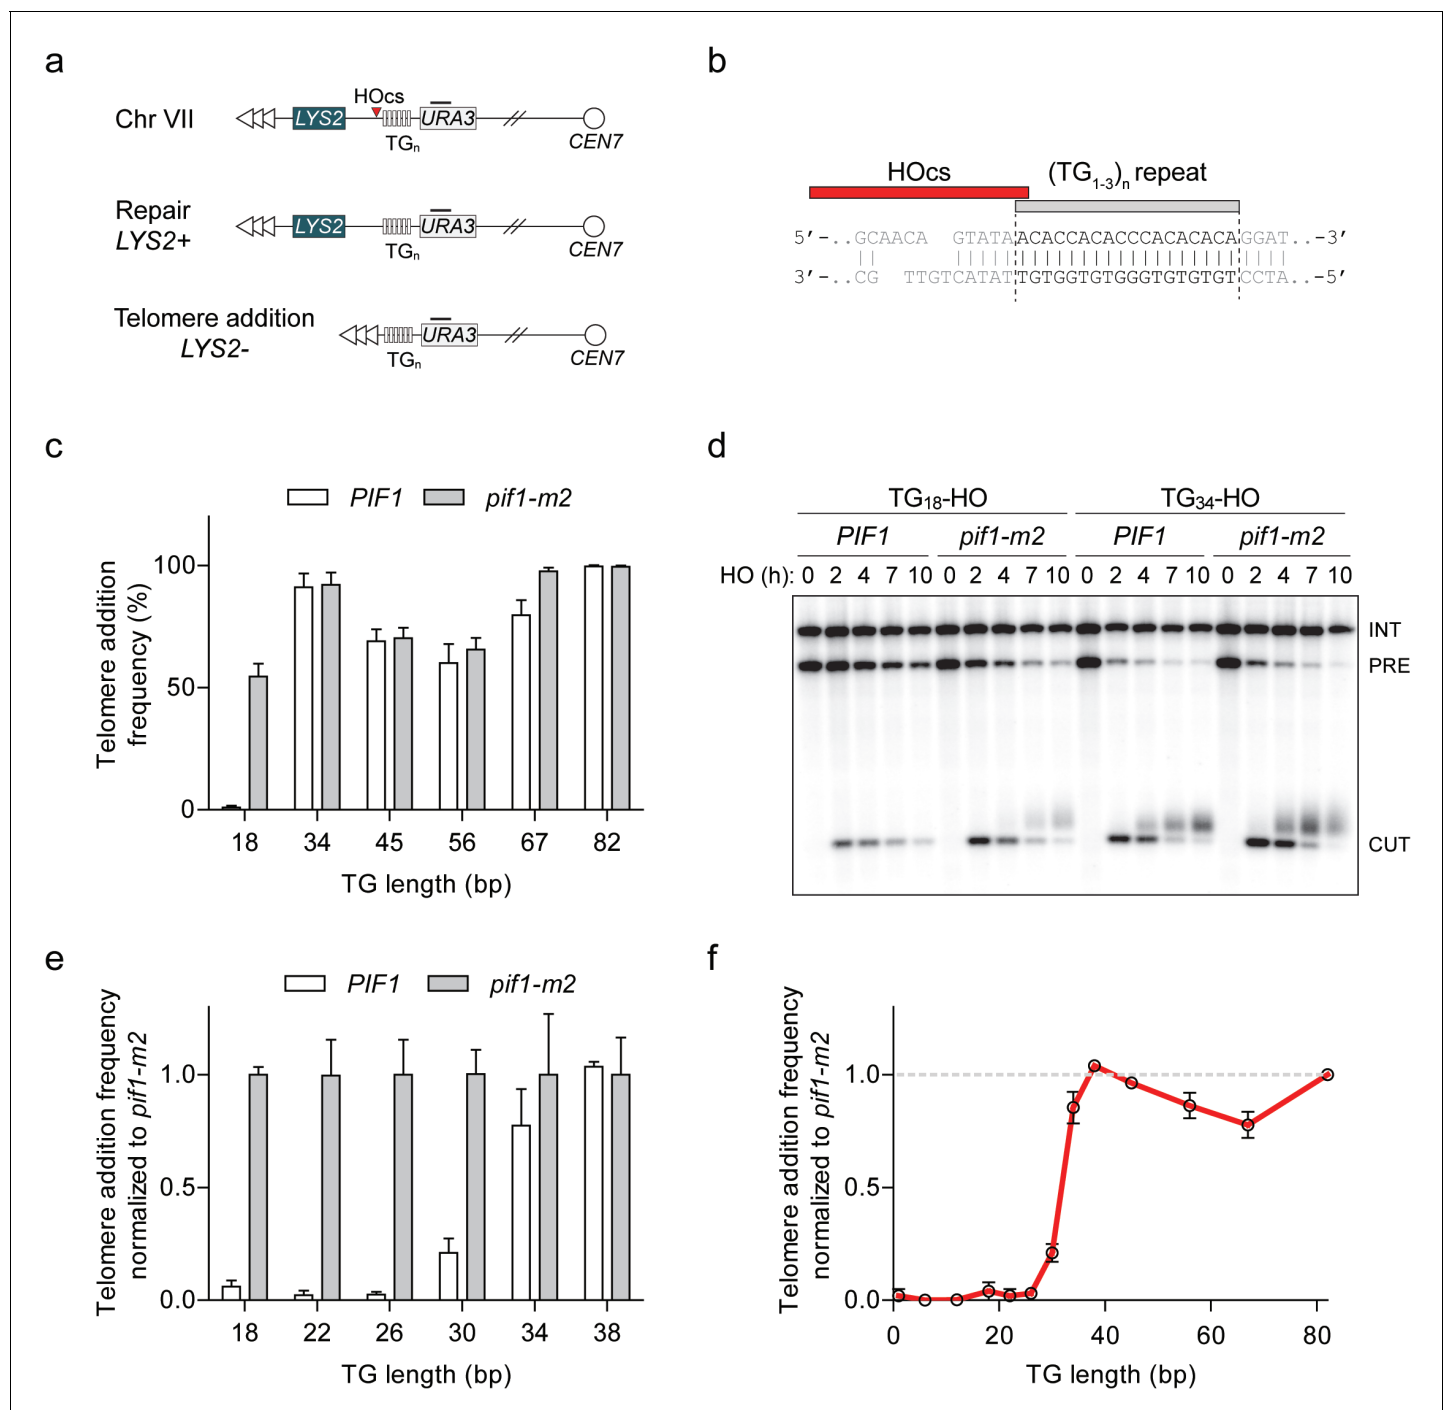 a
HOcs
Chr VII
LYS2
URA3
TGn
CEN7
Repair
LYS2+
LYS2
URA3
TGn
CEN7
Telomere addition
LYS2-
URA3
TGn
CEN7
b
HOcs
(TG1-3)n repeat
5′-..GCAACA GTATAACACCACACCCACACACAGGAT..-3′
3′-..CG TTGTCATATTGTGGTGTGGGTGTGTGTCCTA..-5′
c
PIF1 pif1-m2
Telomere addition
frequency (%)
100
50
0
18 34 45 56 67 82
TG length (bp)
d
TG18-HO TG34-HO
PIF1 pif1-m2 PIF1 pif1-m2
HO (h): 0 2 4 7 10 0 2 4 7 10 0 2 4 7 10 0 2 4 7 10
INT
PRE
CUT
e
PIF1 pif1-m2
Telomere addition frequency
normalized to pif1-m2
1.0
0.5
0.0
18 22 26 30 34 38
TG length (bp)
f
Telomere addition frequency
normalized to pif1-m2
1.0
0.5
0.0
0 20 40 60 80
TG length (bp)